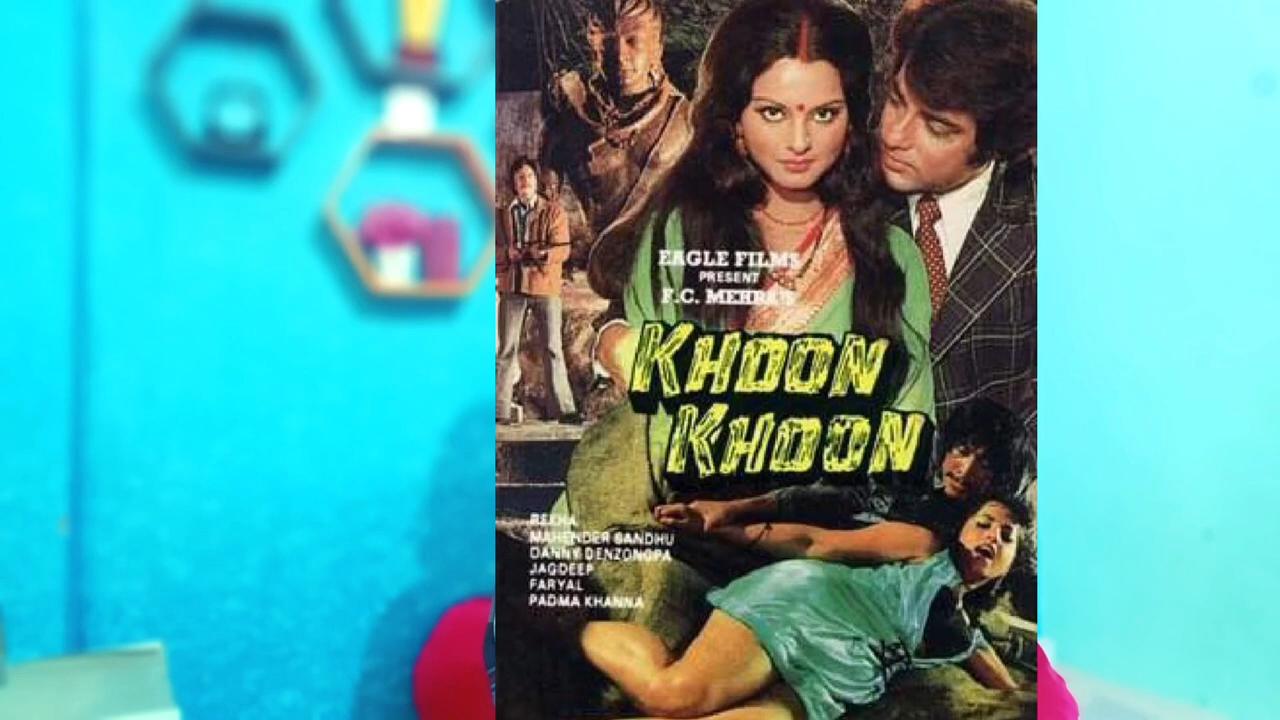 EAGLE FILMS
PRESENT
F.C. MEHRA'S
KHOON
KHOON
REKHA
MAHENDER SANDHU
DANNY DENZONGPA
JAGDEEP
FARYAL
PADMA KHANNA